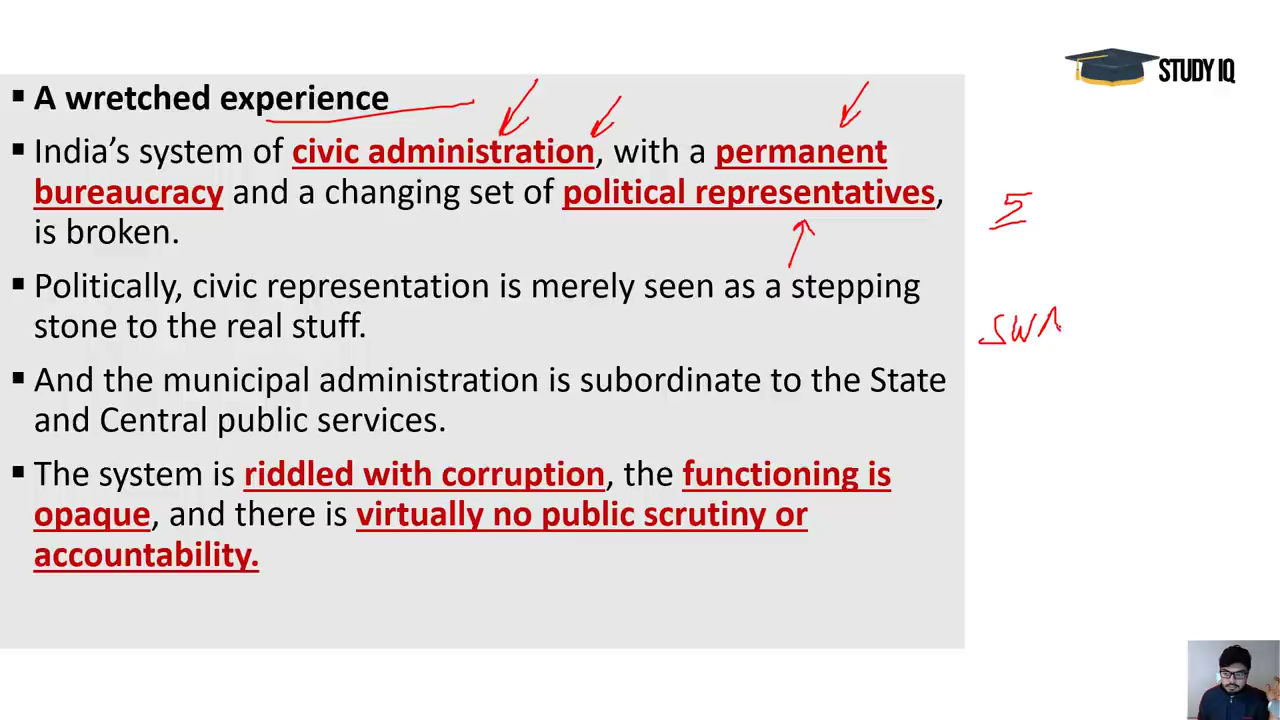 STUDY IQ
▪ A wretched experience
▪ India's system of civic administration, with a permanent
bureaucracy and a changing set of political representatives,
is broken.
5
▪ Politically, civic representation is merely seen as a stepping
stone to the real stuff.
SWA
▪ And the municipal administration is subordinate to the State
and Central public services.
▪ The system is riddled with corruption, the functioning is
opaque, and there is virtually no public scrutiny or
accountability.